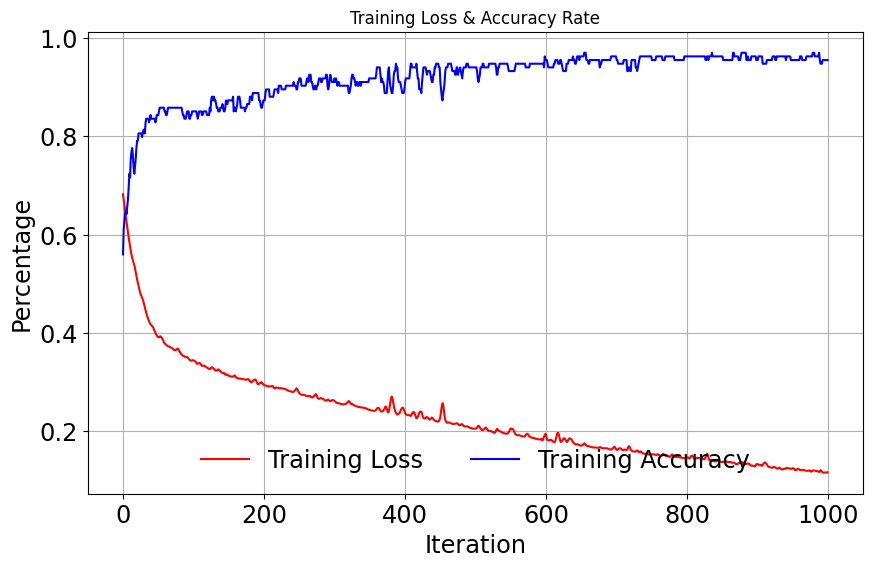 Training Loss & Accuracy Rate
1.0
0.8
0.6
0.4
0.2
Percentage
Training Loss Training Accuracy
0 200 400 600 800 1000
Iteration